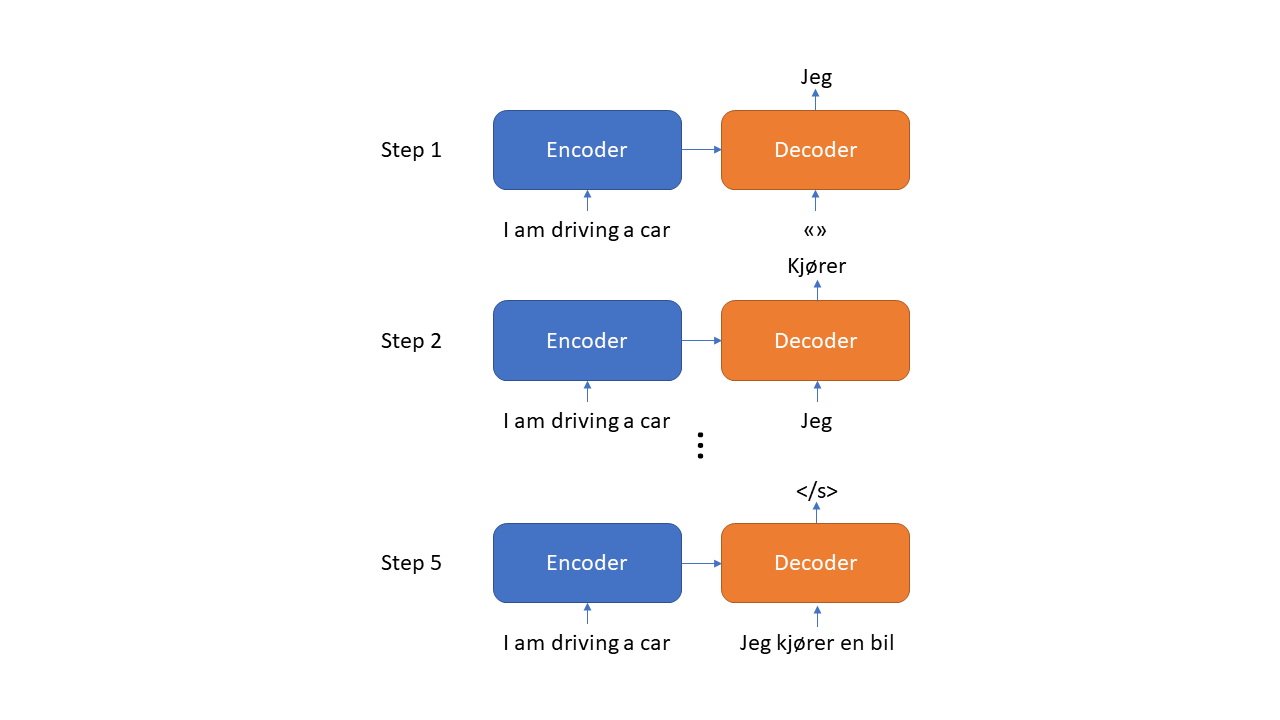 Jeg
Step 1
Encoder
Decoder
I am driving a car
«»
Kjører
Step 2
Encoder
Decoder
I am driving a car
Jeg
</s>
Step 5
Encoder
Decoder
I am driving a car
Jeg kjører en bil